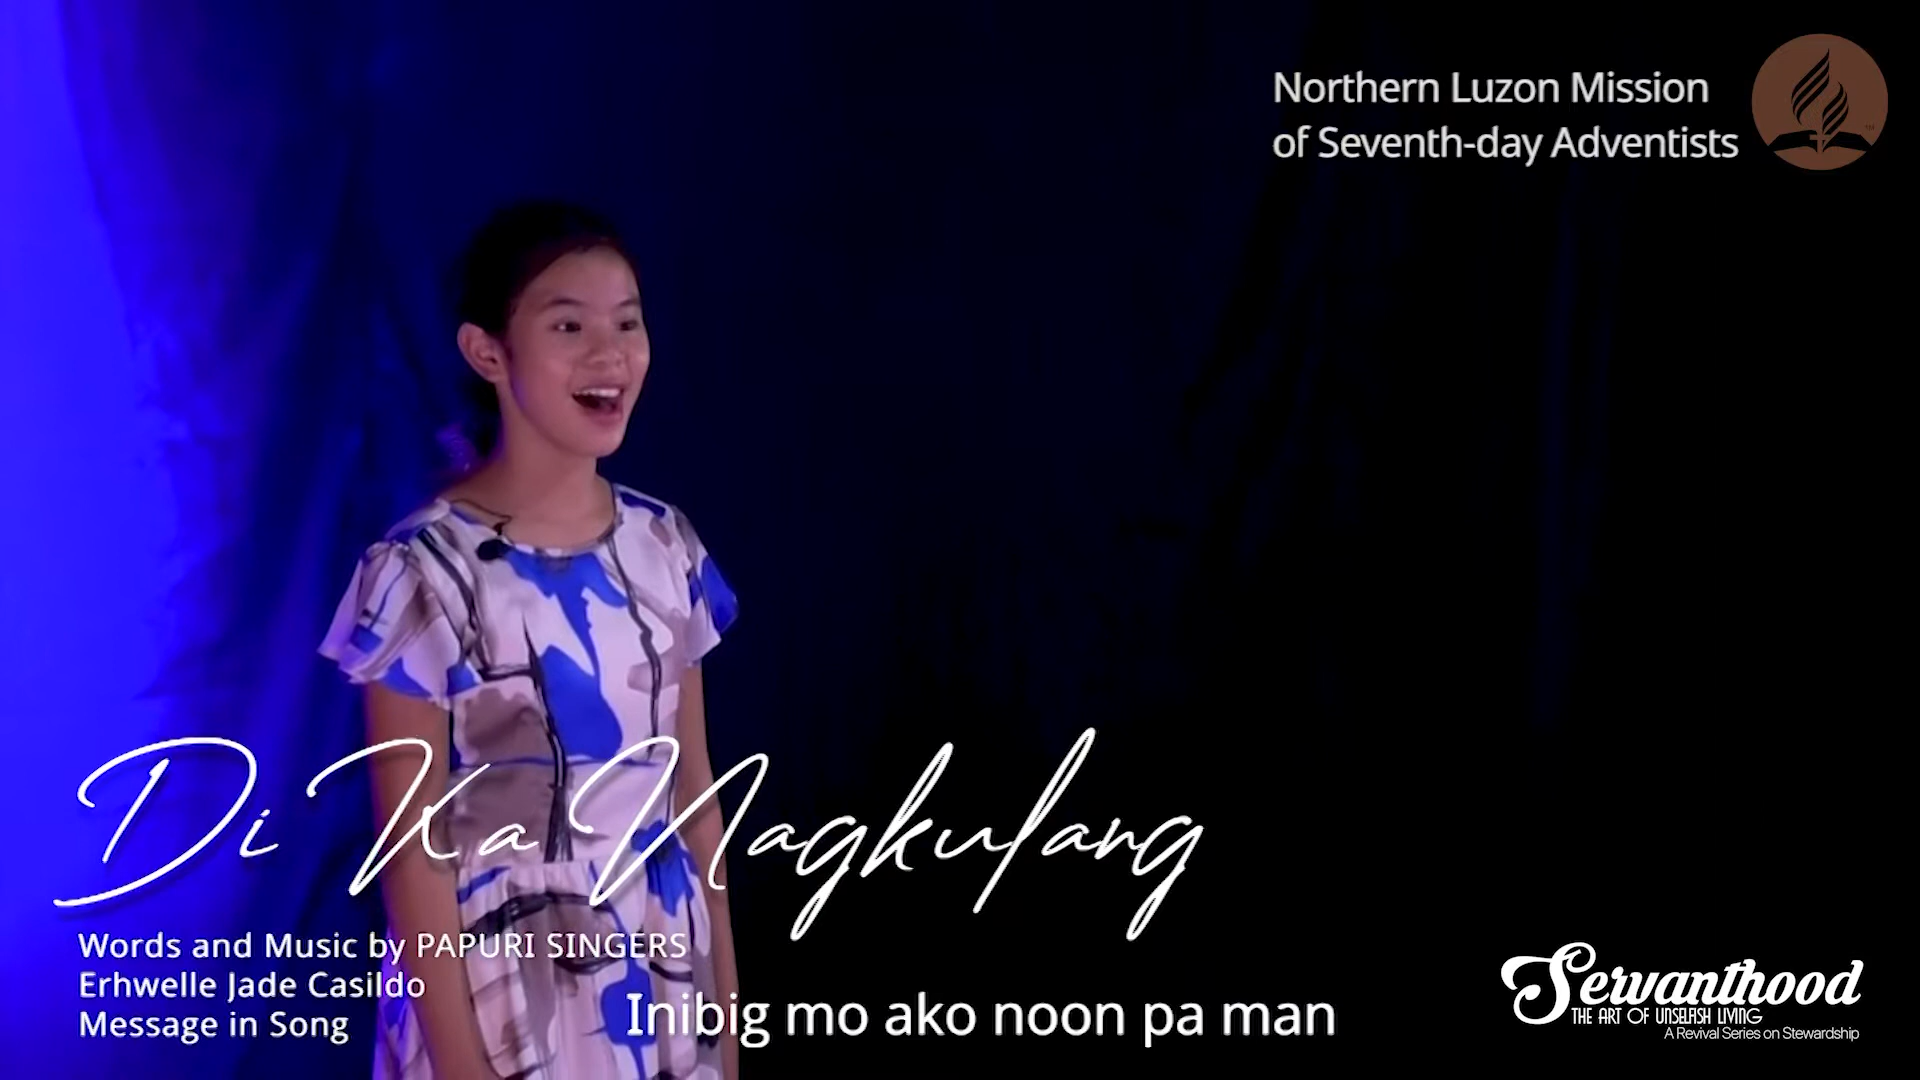 Northern Luzon Mission
of Seventh-day Adventists
Di Ka Nagkulang
Words and Music by PAPURI SINGERS
Erhwelle Jade Casildo
Message in Song
Inibig mo ako noon pa man
Servanthood
THE ART OF UNSELFISH LIVING
A Revival Series on Stewardship